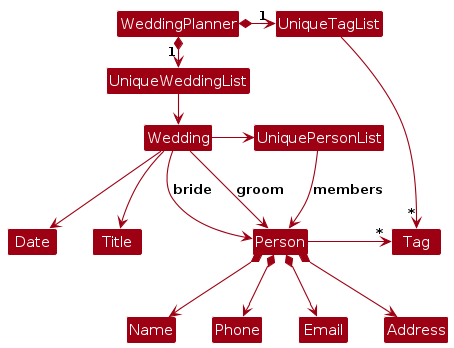 WeddingPlanner
1
UniqueTagList
1
UniqueWeddingList
Wedding
UniquePersonList
bride
groom
members
*
Date
Title
Person
*
Tag
Name
Phone
Email
Address